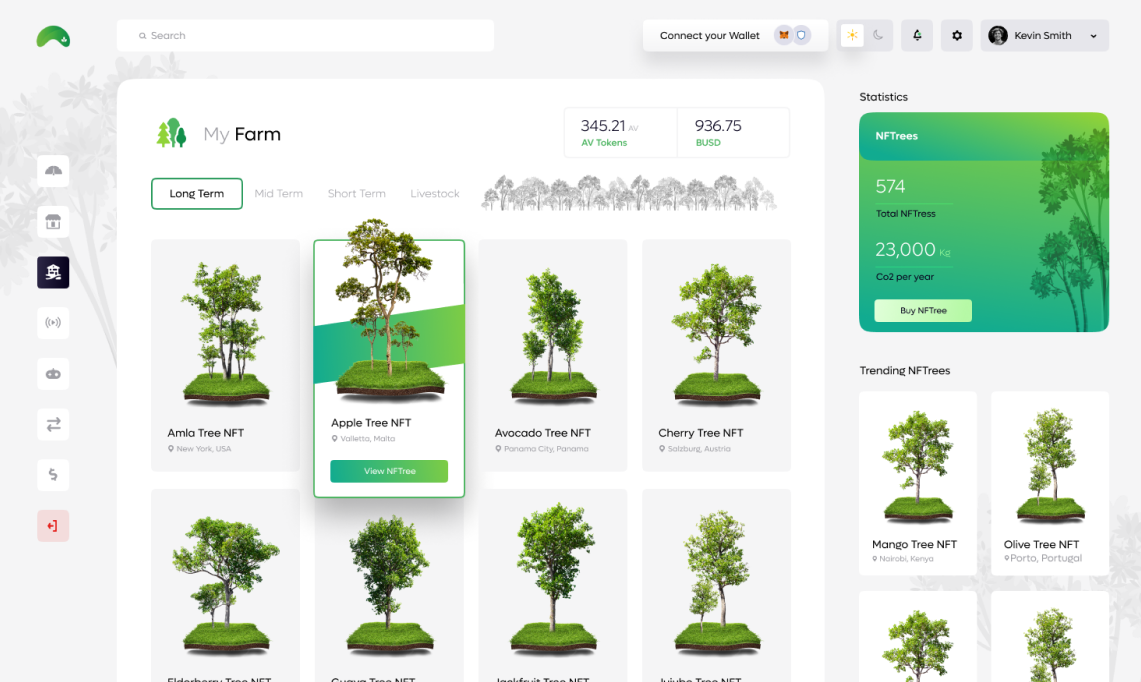 Search
Connect your Wallet
Kevin Smith
My Farm
345.21 AV
AV Tokens
936.75
BUSD
Long Term
Mid Term
Short Term
Livestock
Amla Tree NFT
New York, USA
Apple Tree NFT
Valletta, Malta
View NFTree
Avocado Tree NFT
Panama City, Panama
Cherry Tree NFT
Salzburg, Austria
Elderberry Tree NFT
Guava Tree NFT
Jackfruit Tree NFT
Jujube Tree NFT
Statistics
NFTrees
574
Total NFTress
23,000 Kg
Co2 per year
Buy NFTree
Trending NFTrees
Mango Tree NFT
Nairobi, Kenya
Olive Tree NFT
Porto, Portugal